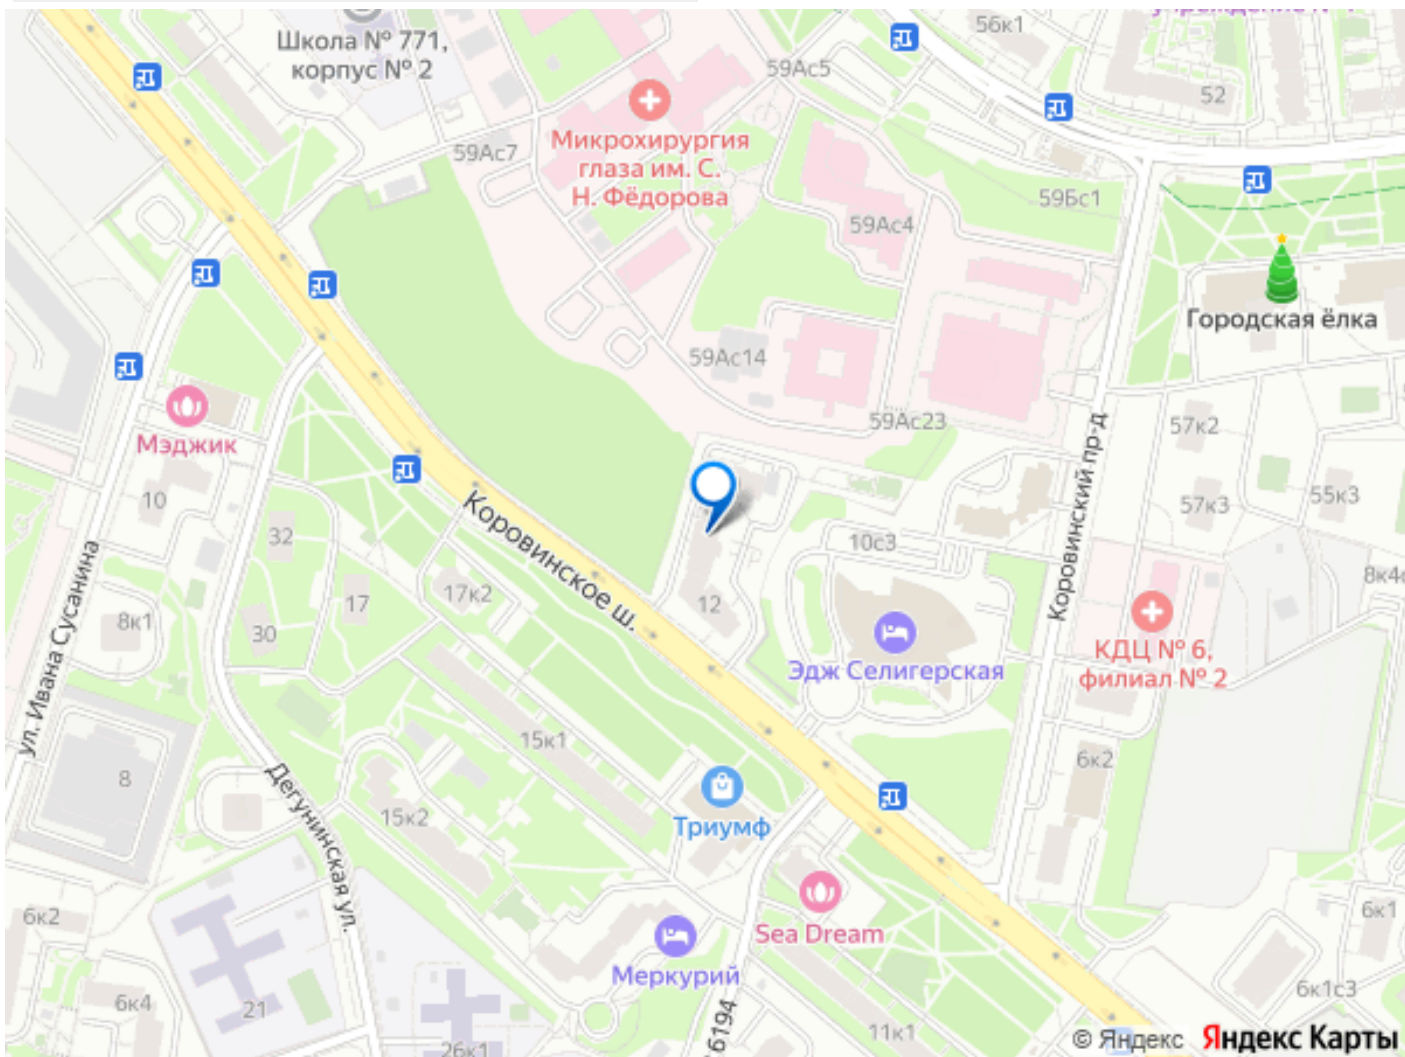 56к1
Школа № 771,
корпус № 2
59Ас5
52
Микрохирургия
глаза им. С.
Н. Фёдорова
59Ас7
59Бс1
59Ас4
Городская ёлка
59Ас14
59Ас23
57к2
Мэджик
Коровинский пр-д
10
57к3
55к3
Коровинское ш.
32
10с3
ул. Ивана Сусанина
17к2
17
12
8к1
30
КДЦ № 6,
филиал № 2
Эдж Селигерская
15к1
6к2
8
Дегунинская ул.
15к2
Триумф
6к2
6к1
Sea Dream
Меркурий
6к4
21
6к1с3
6194
11к1
26к1
© Яндекс Яндекс Карты